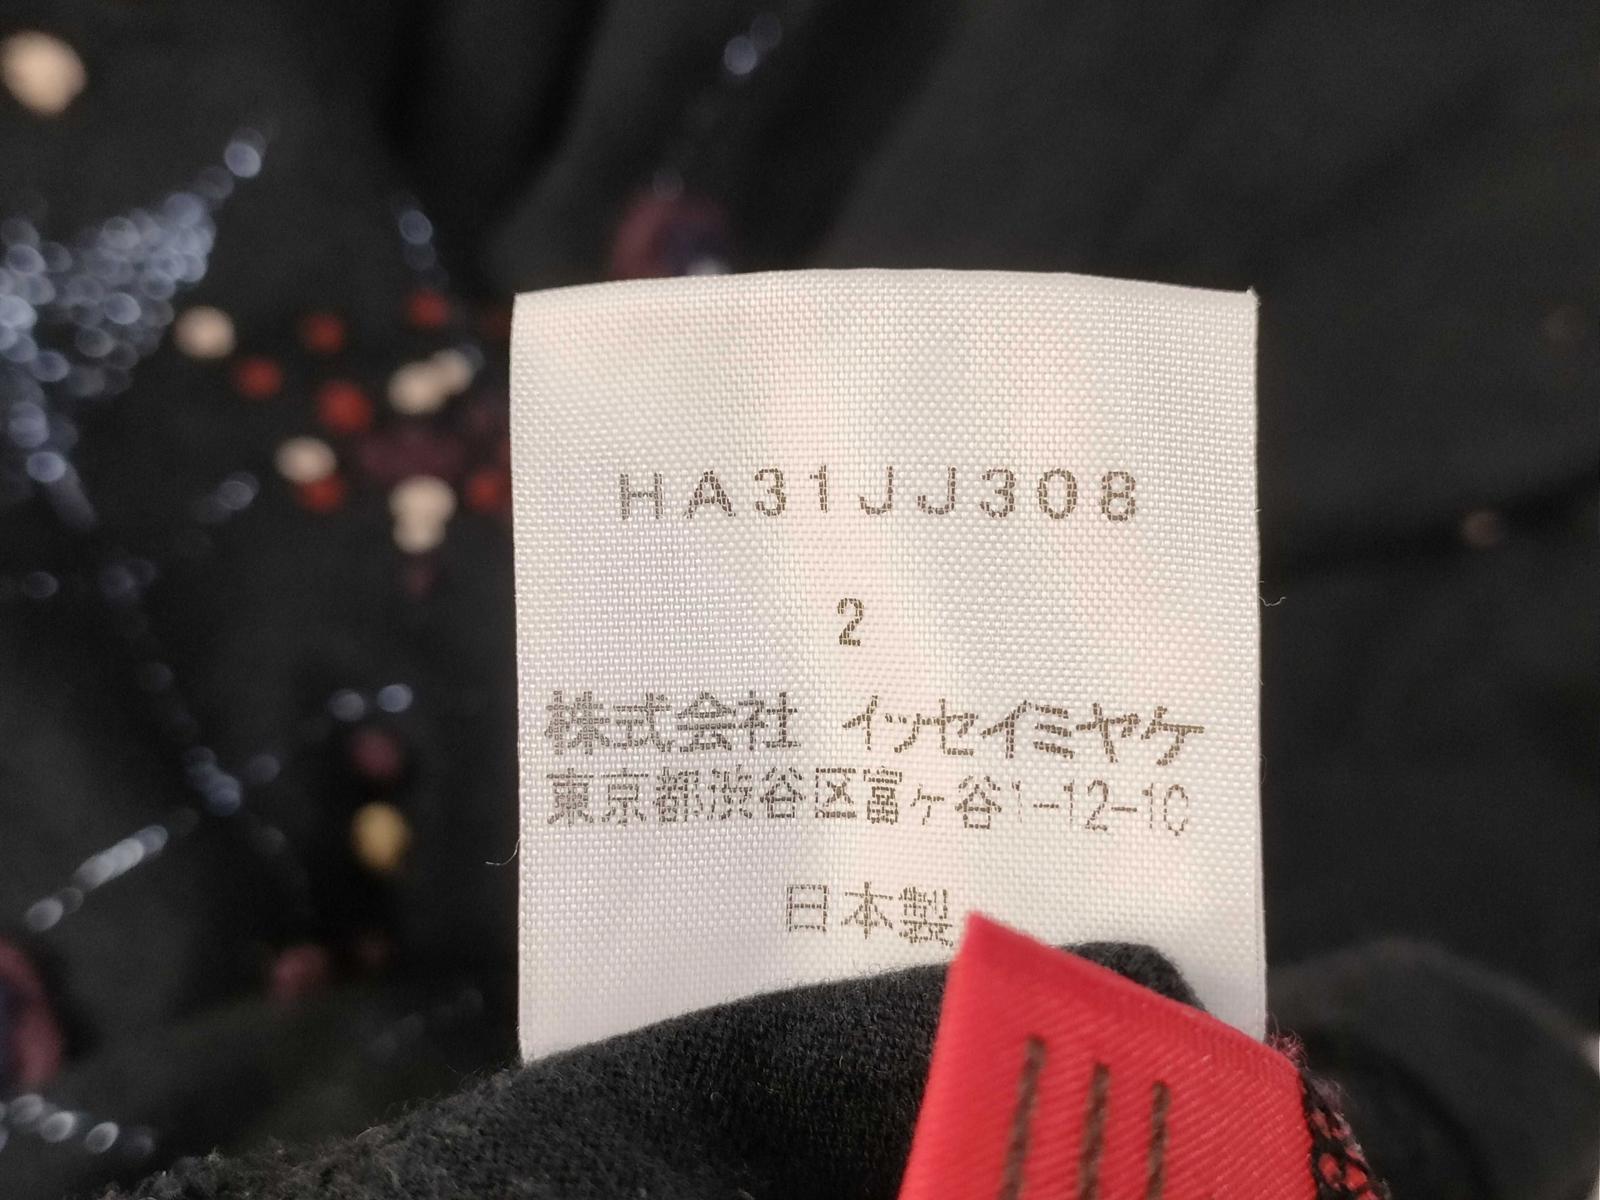 HA31JJ308
2
株式会社 イッセイミヤケ
東京都渋谷区富ヶ谷1-12-10
日本製